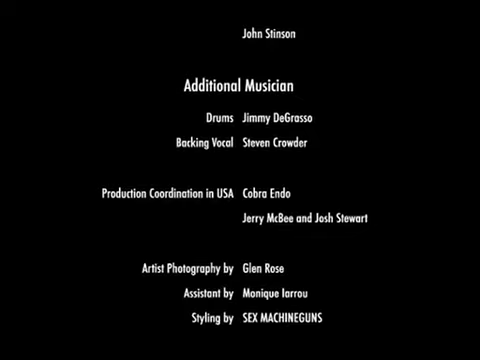 John Stinson
Additional Musician
Drums Jimmy DeGrasso
Backing Vocal Steven Crowder
Production Coordination in USA Cobra Endo
Jerry McBee and Josh Stewart
Artist Photography by Glen Rose
Assistant by Monique Iarrou
Styling by SEX MACHINEGUNS